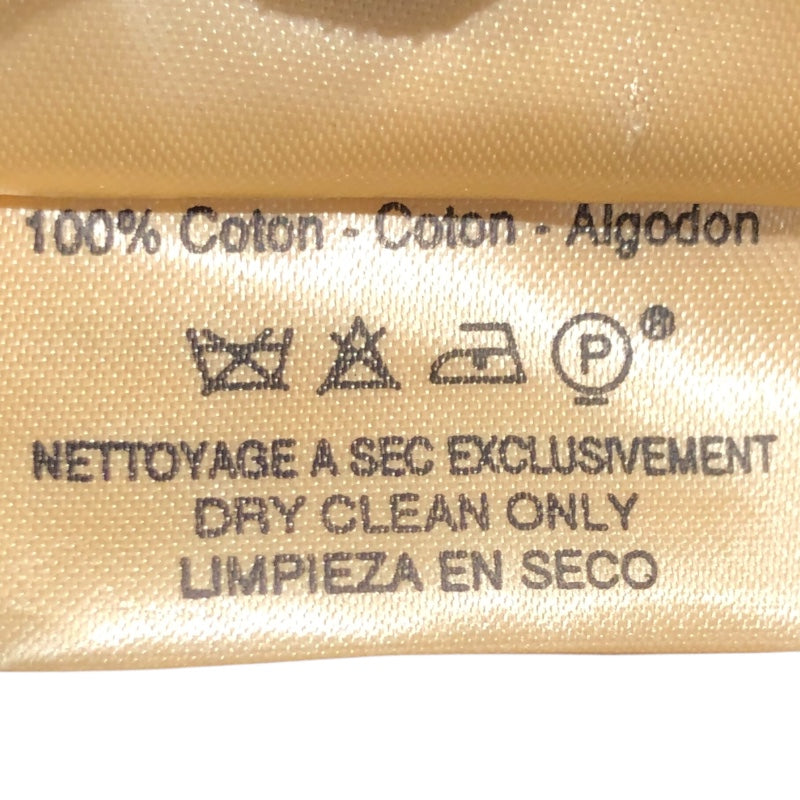 100% Coton - Coton - Algodon
P ®
NETTOYAGE A SEC EXCLUSIVEMENT
DRY CLEAN ONLY
LIMPIEZA EN SECO